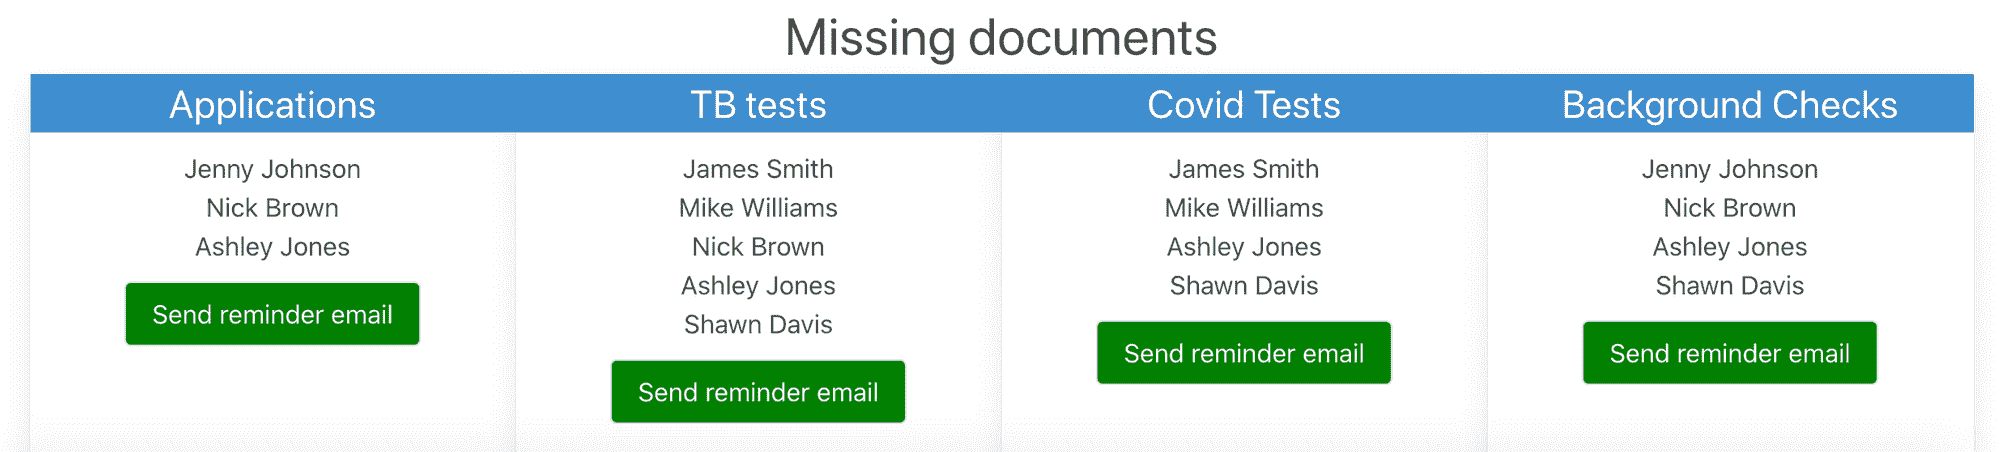 Missing documents
Applications
Jenny Johnson
Nick Brown
Ashley Jones
Send reminder email
TB tests
James Smith
Mike Williams
Nick Brown
Ashley Jones
Shawn Davis
Send reminder email
Covid Tests
James Smith
Mike Williams
Ashley Jones
Shawn Davis
Send reminder email
Background Checks
Jenny Johnson
Nick Brown
Ashley Jones
Shawn Davis
Send reminder email